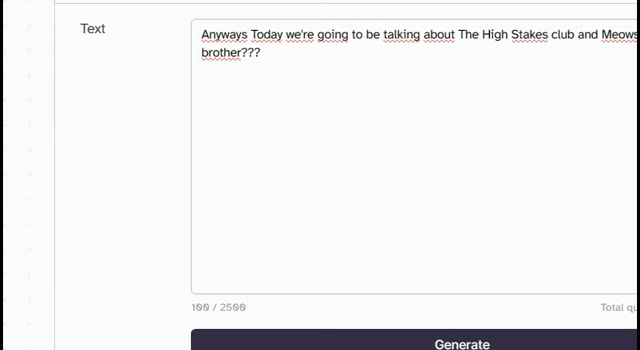 Text
Anyways Today we're going to be talking about The High Stakes club and Meows
brother???
100 / 2500
Total qu
Generate